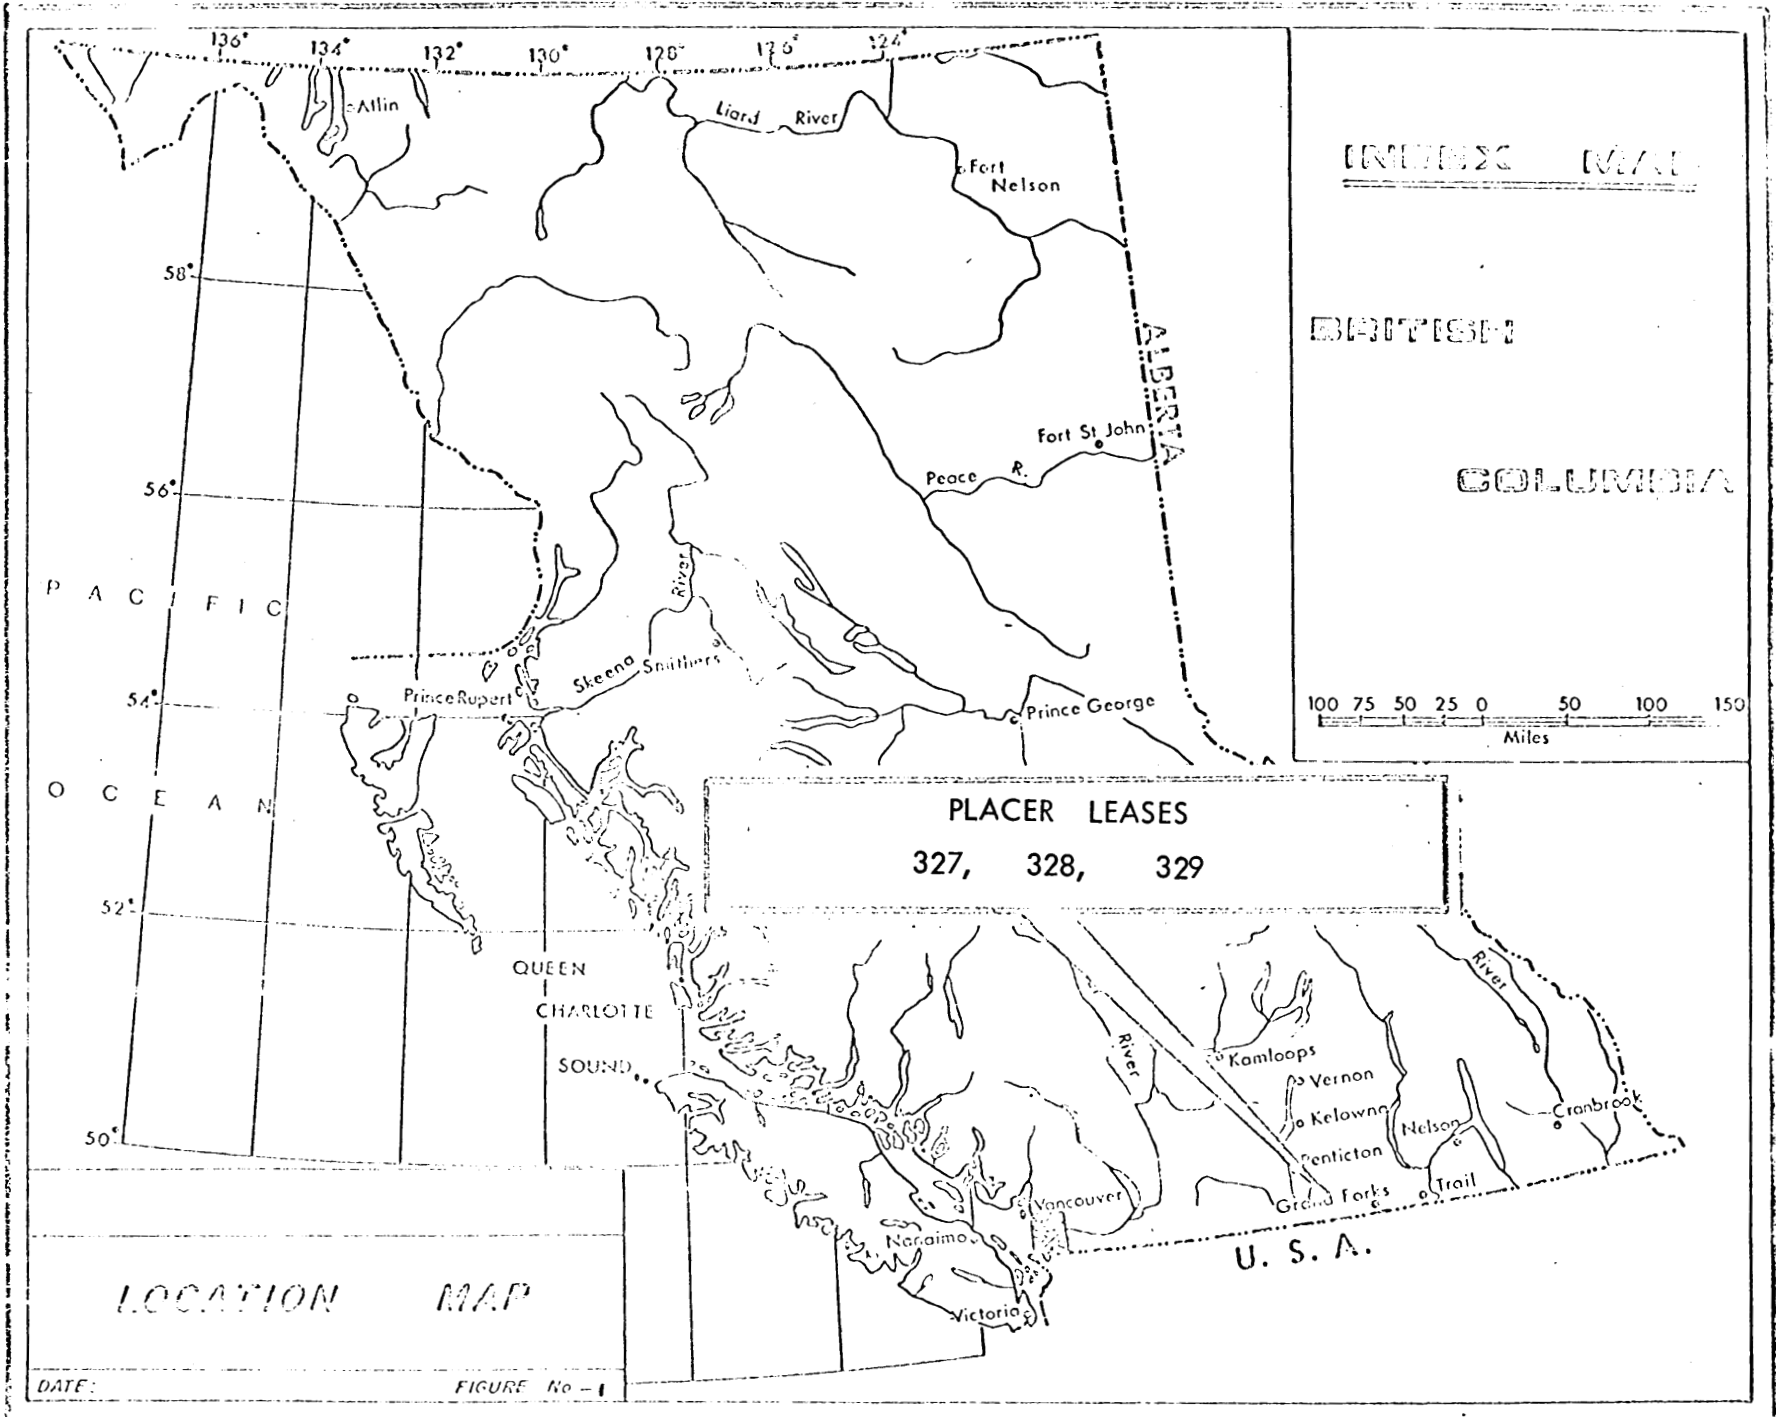 136° 134° 132° 130° 128° 126° 124°
Atlin
Liard River
Fort
Nelson
INDEX MAP
58°
BRITISH
ALBERTA
Fort St John
Peace R.
COLUMBIA
56°
PACIFIC
River
Skeena
Smithers
54°
Prince Rupert
Prince George
100 75 50 25 0 50 100 150
Miles
OCEAN
PLACER LEASES
327, 328, 329
52°
QUEEN
CHARLOTTE
SOUND
River
River
Kamloops
Vernon
Kelowna
Nelson
Cranbrook
50°
Penticton
Grand Forks
Trail
Vancouver
Nanaimo
U. S. A.
Victoria
LOCATION MAP
DATE:
FIGURE No - 1